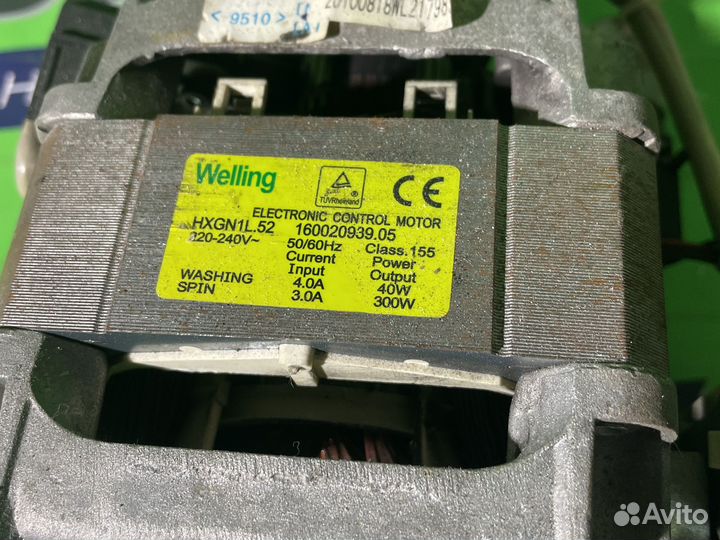 < 9510 >
20100818WL21798
Welling
TÜVRheinland
CE
ELECTRONIC CONTROL MOTOR
HXGN1L.52 160020939.05
220-240V~ 50/60Hz Class.155
Current Power
Input Output
WASHING 4.0A 40W
SPIN 3.0A 300W
H
Avito